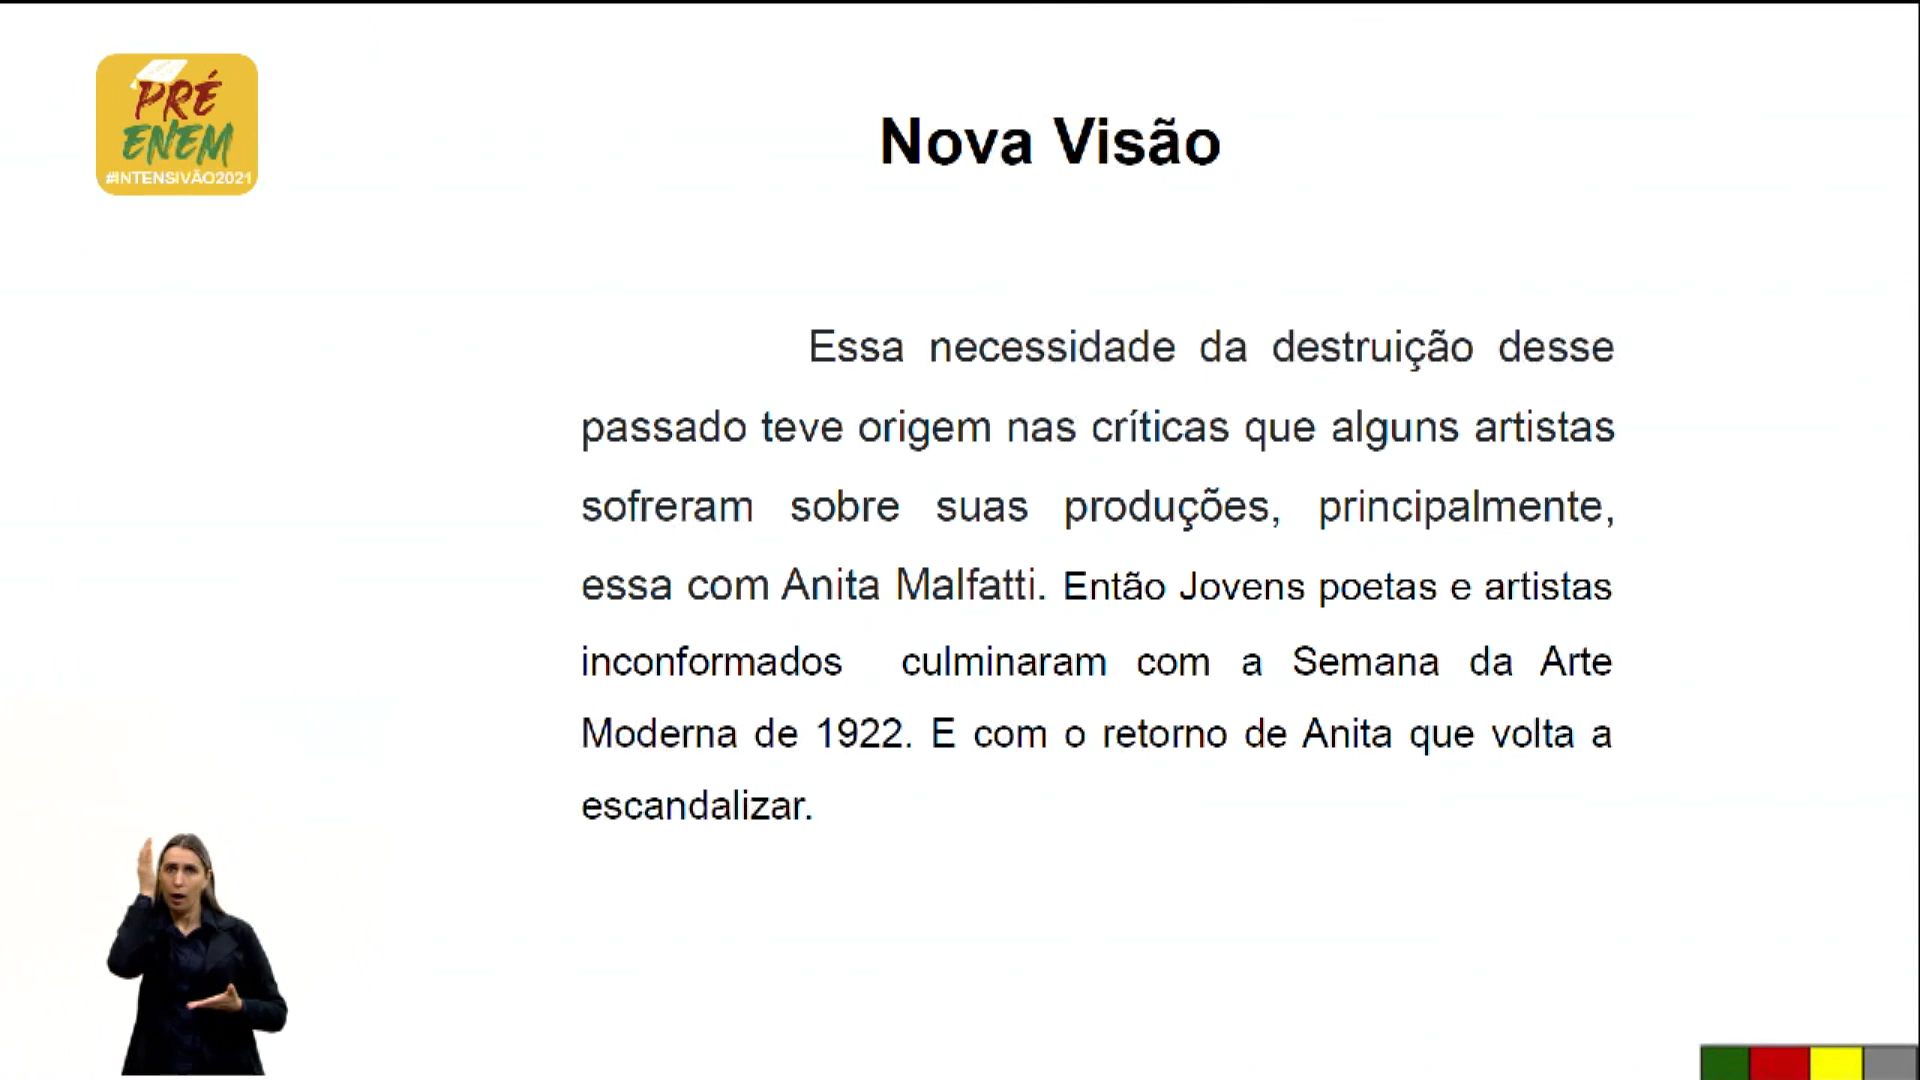 PRÉ
ENEM
#INTENSIVÃO2021
Nova Visão
Essa necessidade da destruição desse
passado teve origem nas críticas que alguns artistas
sofreram sobre suas produções, principalmente,
essa com Anita Malfatti. Então Jovens poetas e artistas
inconformados culminaram com a Semana da Arte
Moderna de 1922. E com o retorno de Anita que volta a
escandalizar.